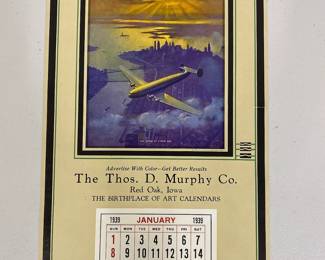 Advertise With Color—Get Better Results
The Thos. D. Murphy Co.
Red Oak, Iowa
THE BIRTHPLACE OF ART CALENDARS
1939 JANUARY 1939
SUN MON TUE WED THU FRI SAT
1 2 3 4 5 6 7
8 9 10 11 12 13 14